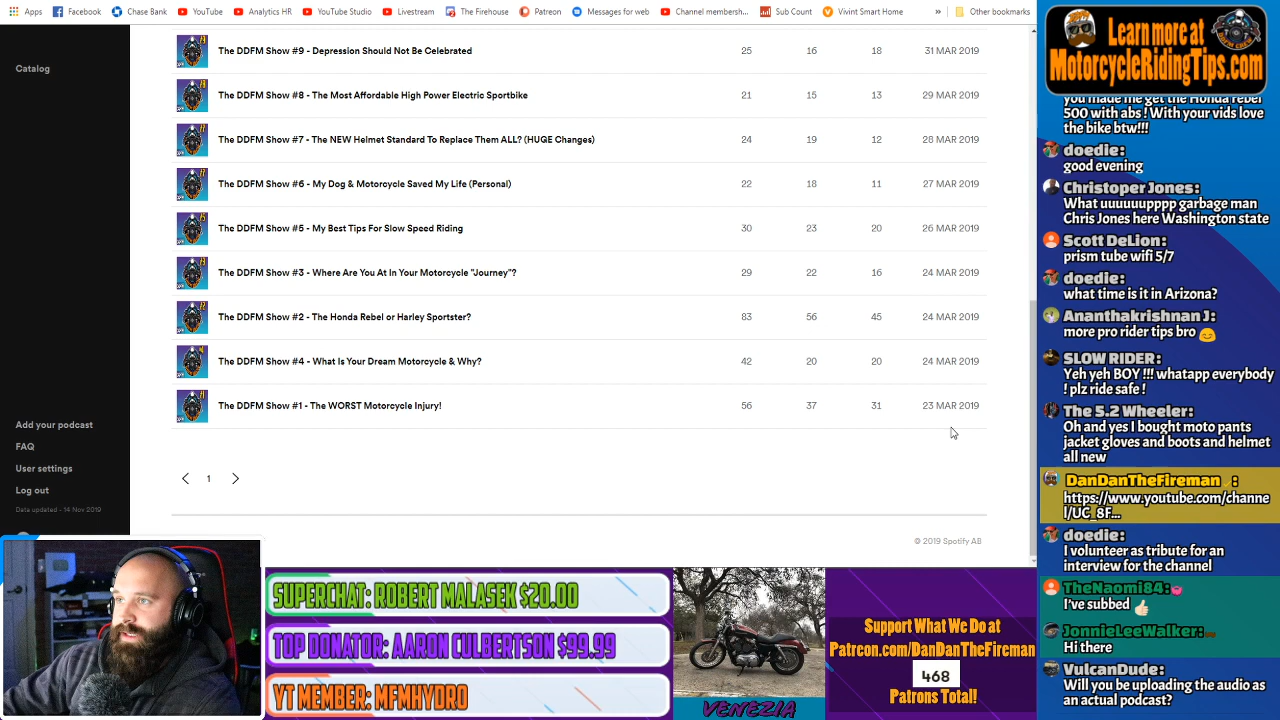 Apps Facebook Chase Bank YouTube Analytics HR YouTube Studio Livestream The Firehouse Patreon Messages for web Channel membersh... Sub Count Vivint Smart Home » Other bookmarks
Catalog
Add your podcast
FAQ
User settings
Log out
Data updated - 14 Nov 2019
The DDFM Show #9 - Depression Should Not Be Celebrated 25 16 18 31 MAR 2019
The DDFM Show #8 - The Most Affordable High Power Electric Sportbike 21 15 13 29 MAR 2019
The DDFM Show #7 - The NEW Helmet Standard To Replace Them ALL? (HUGE Changes) 24 19 12 28 MAR 2019
The DDFM Show #6 - My Dog & Motorcycle Saved My Life (Personal) 22 18 11 27 MAR 2019
The DDFM Show #5 - My Best Tips For Slow Speed Riding 30 23 20 26 MAR 2019
The DDFM Show #3 - Where Are You At In Your Motorcycle "Journey"? 29 22 16 24 MAR 2019
The DDFM Show #2 - The Honda Rebel or Harley Sportster? 83 56 45 24 MAR 2019
The DDFM Show #4 - What Is Your Dream Motorcycle & Why? 42 20 20 24 MAR 2019
The DDFM Show #1 - The WORST Motorcycle Injury! 56 37 31 23 MAR 2019
< 1 >
© 2019 Spotify AB
Learn more at
MotorcycleRidingTips.com
you made me get the Honda rebel
500 with abs ! With your vids love
the bike btw!!!
doedie:
good evening
Christoper Jones:
What uuuuuupppp garbage man
Chris Jones here Washington state
Scott DeLion:
prism tube wifi 5/7
doedie:
what time is it in Arizona?
Ananthakrishnan J:
more pro rider tips bro 😊
SLOW RIDER:
Yeh yeh BOY !!! whatapp everybody
! plz ride safe !
The 5.2 Wheeler:
Oh and yes I bought moto pants
jacket gloves and boots and helmet
all new
DanDanTheFireman :
https://www.youtube.com/channe
l/UC_8F...
doedie:
I volunteer as tribute for an
interview for the channel
TheNaomi84:
I've subbed 👍🏻
JonnieLeeWalker:
Hi there
VulcanDude:
Will you be uploading the audio as
an actual podcast?
SUPERCHAT: ROBERT MALASEK $20.00
TOP DONATOR: AARON CULBERTSON $99.99
YT MEMBER: MFMHYDRO
VENEZIA
Support What We Do at
Patreon.com/DanDanTheFireman
468
Patrons Total!